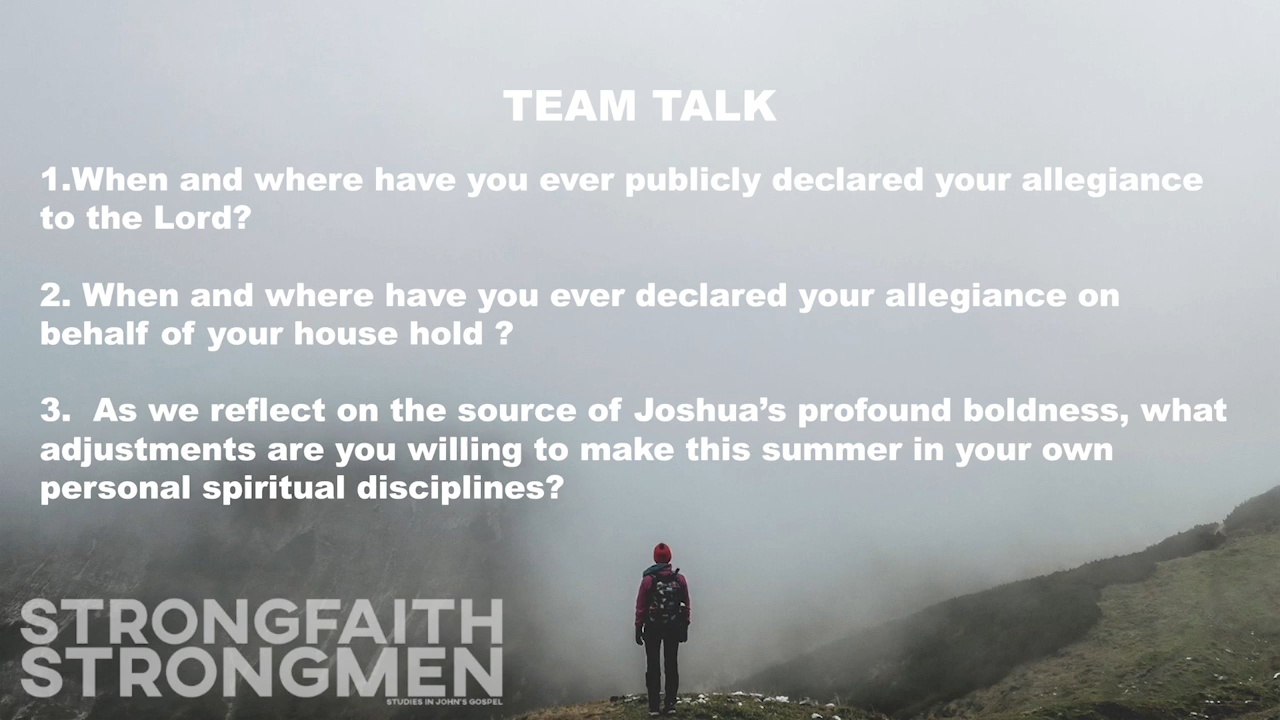 TEAM TALK
1.When and where have you ever publicly declared your allegiance
to the Lord?
2. When and where have you ever declared your allegiance on
behalf of your house hold ?
3.  As we reflect on the source of Joshua’s profound boldness, what
adjustments are you willing to make this summer in your own
personal spiritual disciplines?
STRONGFAITH
STRONGMEN
STUDIES IN JOHN'S GOSPEL